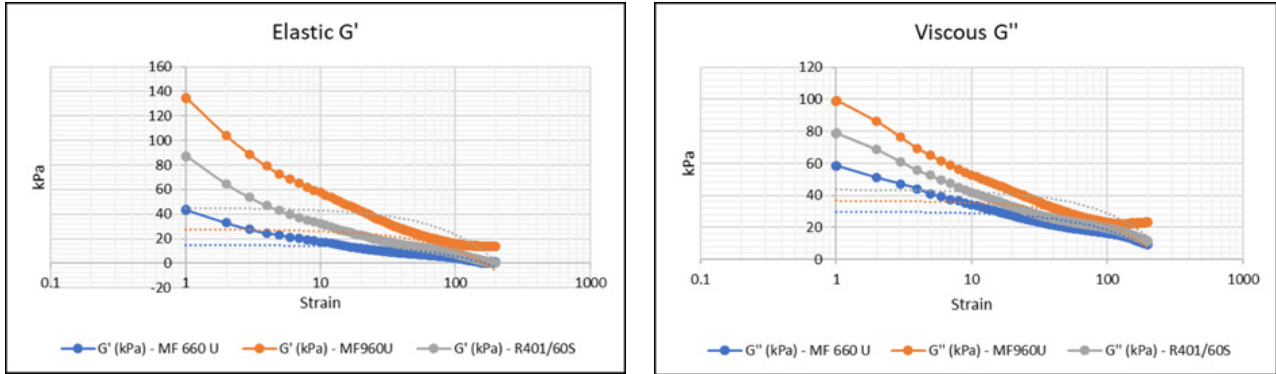 Elastic G'
160
140
120
100
80
60
40
20
0
-20
kPa
0.1 1 10 100 1000
Strain
G' (kPa) - MF 660 U G' (kPa) - MF960U G' (kPa) - R401/60S
Viscous G"
120
100
80
60
40
20
0
kPa
0.1 1 10 100 1000
Strain
G" (kPa) - MF 660 U G" (kPa) - MF960U G" (kPa) - R401/60S